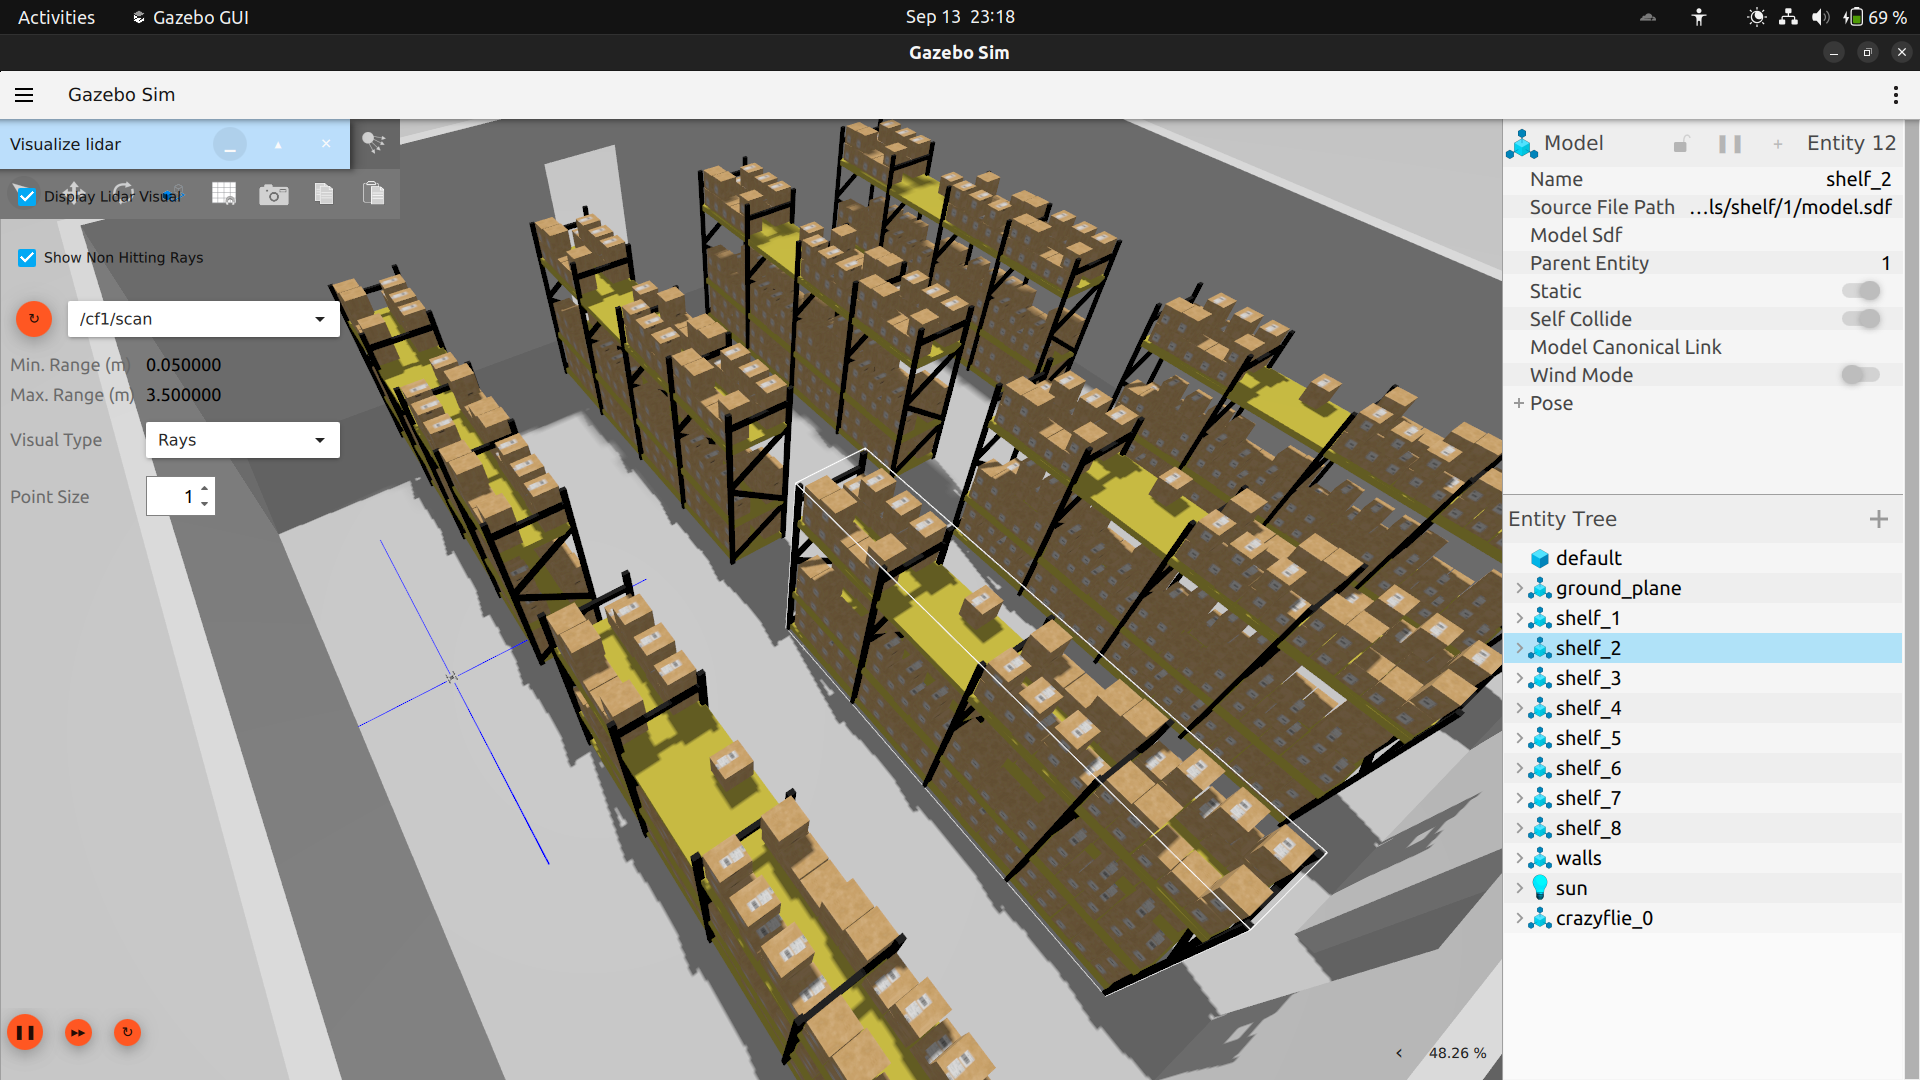 Activities
Gazebo GUI
Sep 13 23:18
69 %
Gazebo Sim
Gazebo Sim
Visualize lidar
Display Lidar Visual
Show Non Hitting Rays
/cf1/scan
Min. Range (m) 0.050000
Max. Range (m) 3.500000
Visual Type Rays
Point Size 1
48.26 %
Model Entity 12
Name shelf_2
Source File Path ...ls/shelf/1/model.sdf
Model Sdf
Parent Entity 1
Static
Self Collide
Model Canonical Link
Wind Mode
Pose
Entity Tree
default
ground_plane
shelf_1
shelf_2
shelf_3
shelf_4
shelf_5
shelf_6
shelf_7
shelf_8
walls
sun
crazyflie_0